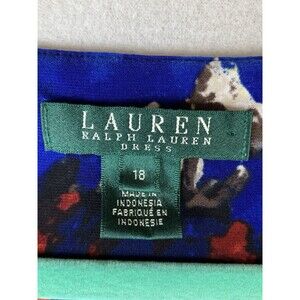 LAUREN
RALPH LAUREN
DRESS
18
MADE IN
INDONESIA
FABRIQUÉ EN
INDONESIE